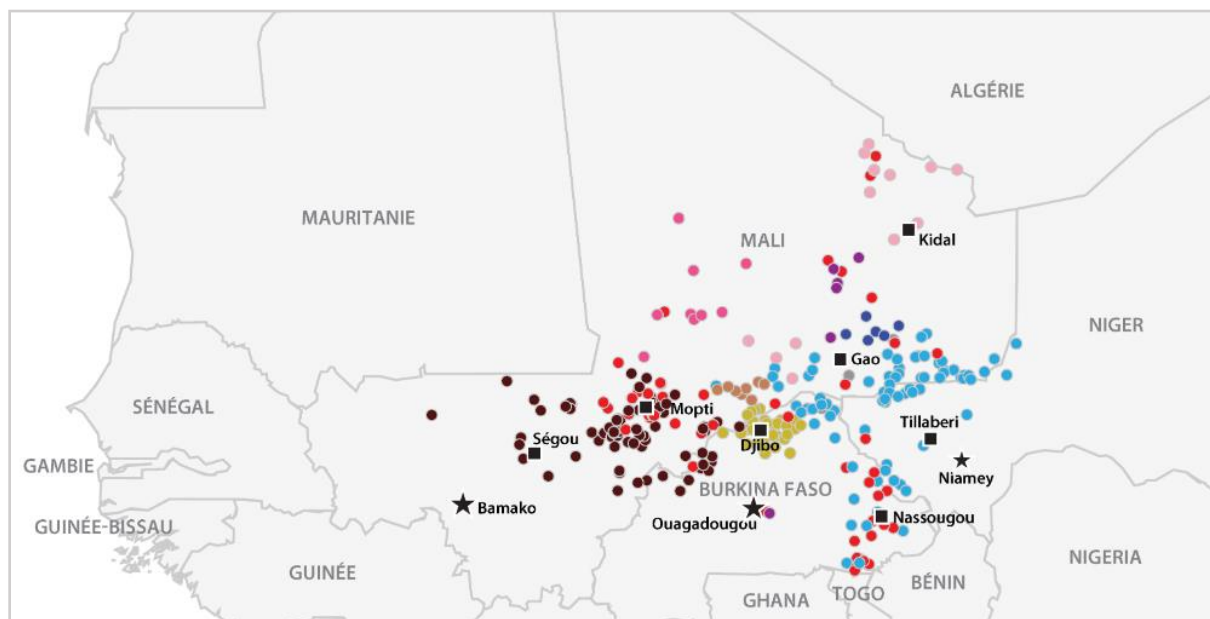 ALGÉRIE
MAURITANIE
MALI
Kidal
NIGER
Gao
SÉNÉGAL
Mopti
Tillaberi
Ségou
Djibo
GAMBIE
Niamey
BURKINA FASO
Bamako
Ouagadougou
Nassougou
GUINÉE-BISSAU
NIGERIA
GUINÉE
BÉNIN
GHANA
TOGO